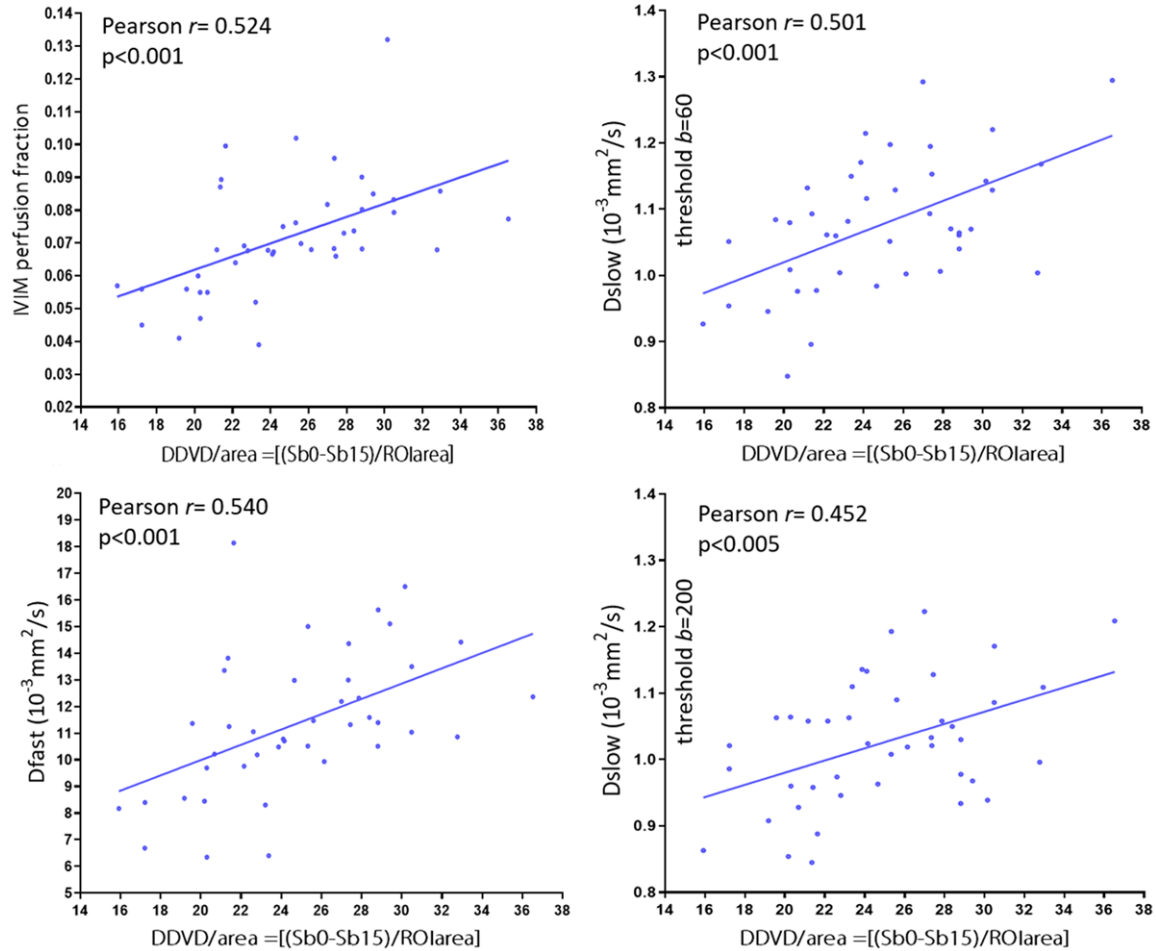 Pearson r= 0.524
p<0.001
0.14
0.13
0.12
0.11
0.10
0.09
0.08
0.07
0.06
0.05
0.04
0.03
0.02
IVIM perfusion fraction
14 16 18 20 22 24 26 28 30 32 34 36 38
DDVD/area =[(Sb0-Sb15)/ROIarea]
Pearson r= 0.501
p<0.001
1.4
1.3
1.2
1.1
1.0
0.9
0.8
Dslow (10⁻³mm²/s)
threshold b=60
14 16 18 20 22 24 26 28 30 32 34 36 38
DDVD/area =[(Sb0-Sb15)/ROIarea]
Pearson r= 0.540
p<0.001
20
19
18
17
16
15
14
13
12
11
10
9
8
7
6
5
Dfast (10⁻³mm²/s)
14 16 18 20 22 24 26 28 30 32 34 36 38
DDVD/area =[(Sb0-Sb15)/ROIarea]
Pearson r= 0.452
p<0.005
1.4
1.3
1.2
1.1
1.0
0.9
0.8
Dslow (10⁻³mm²/s)
threshold b=200
14 16 18 20 22 24 26 28 30 32 34 36 38
DDVD/area =[(Sb0-Sb15)/ROIarea]